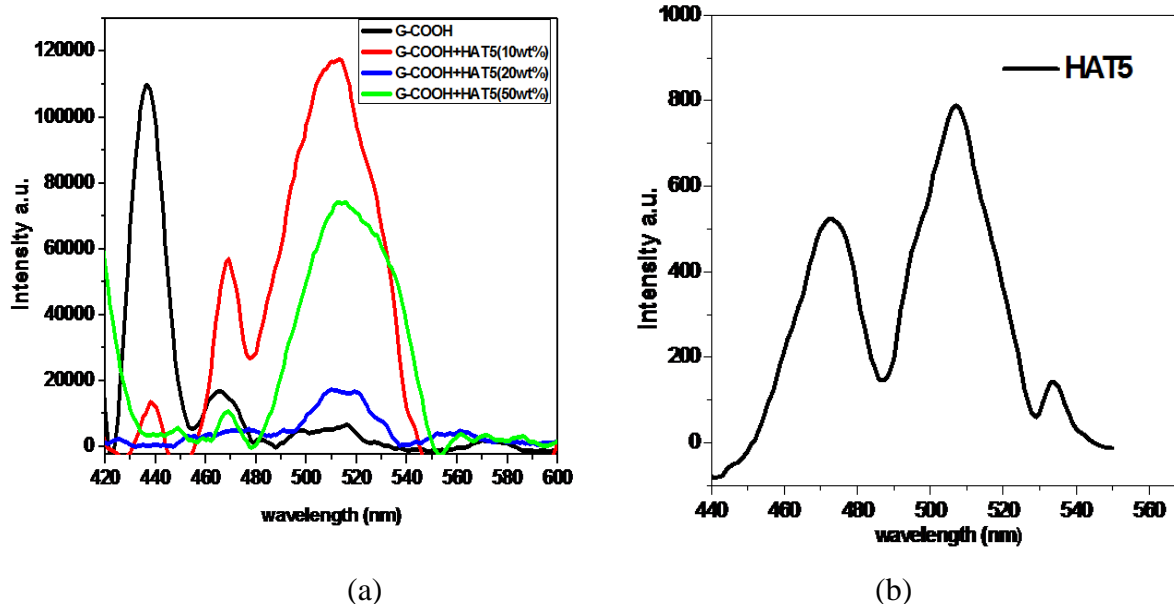 G-COOH
G-COOH+HAT5(10wt%)
G-COOH+HAT5(20wt%)
G-COOH+HAT5(50wt%)
120000
100000
80000
60000
40000
20000
0
Intensity a.u.
420 440 460 480 500 520 540 560 580 600
wavelength (nm)
(a)
HAT5
1000
800
600
400
200
0
Intensity a.u.
440 460 480 500 520 540 560
wavelength (nm)
(b)